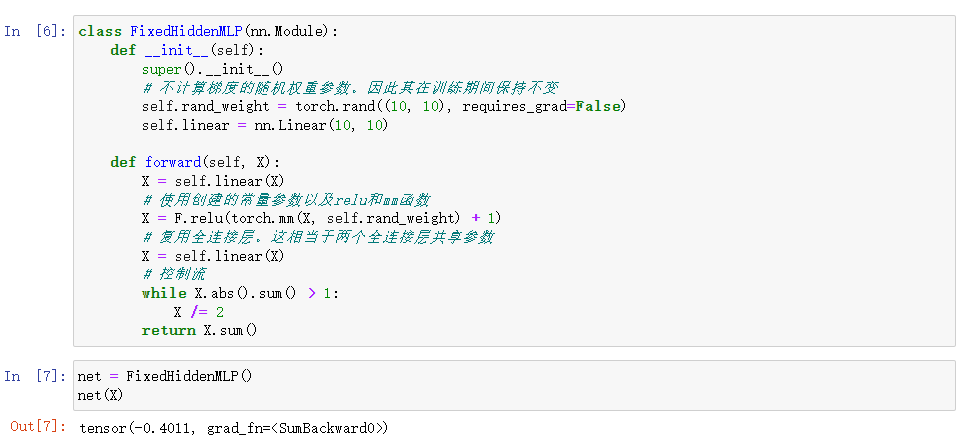 In [6]: class FixedHiddenMLP(nn.Module):
    def __init__(self):
        super().__init__()
        # 不计算梯度的随机权重参数。因此其在训练期间保持不变
        self.rand_weight = torch.rand((10, 10), requires_grad=False)
        self.linear = nn.Linear(10, 10)
    def forward(self, X):
        X = self.linear(X)
        # 使用创建的常量参数以及relu和mm函数
        X = F.relu(torch.mm(X, self.rand_weight) + 1)
        # 复用全连接层。这相当于两个全连接层共享参数
        X = self.linear(X)
        # 控制流
        while X.abs().sum() > 1:
            X /= 2
        return X.sum()
In [7]: net = FixedHiddenMLP()
net(X)
Out[7]: tensor(-0.4011, grad_fn=<SumBackward0>)